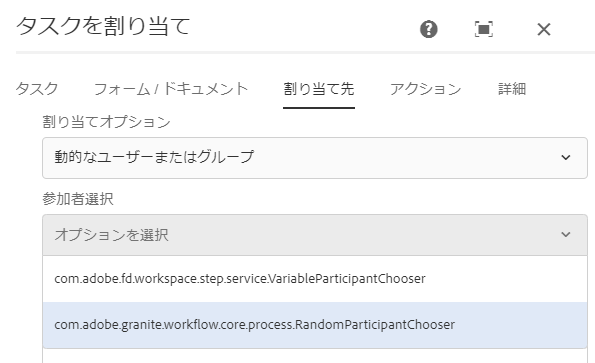 タスクを割り当て
タスク フォーム / ドキュメント 割り当て先 アクション 詳細
割り当てオプション
動的なユーザーまたはグループ
参加者選択
オプションを選択
com.adobe.fd.workspace.step.service.VariableParticipantChooser
com.adobe.granite.workflow.core.process.RandomParticipantChooser